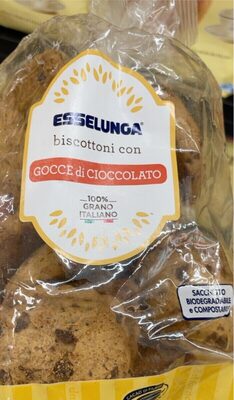 ESSELUNGA®
biscottoni con
GOCCE di CIOCCOLATO
100%
GRANO
ITALIANO
SACCHETTO
BIODEGRADABILE
e COMPOSTABILE